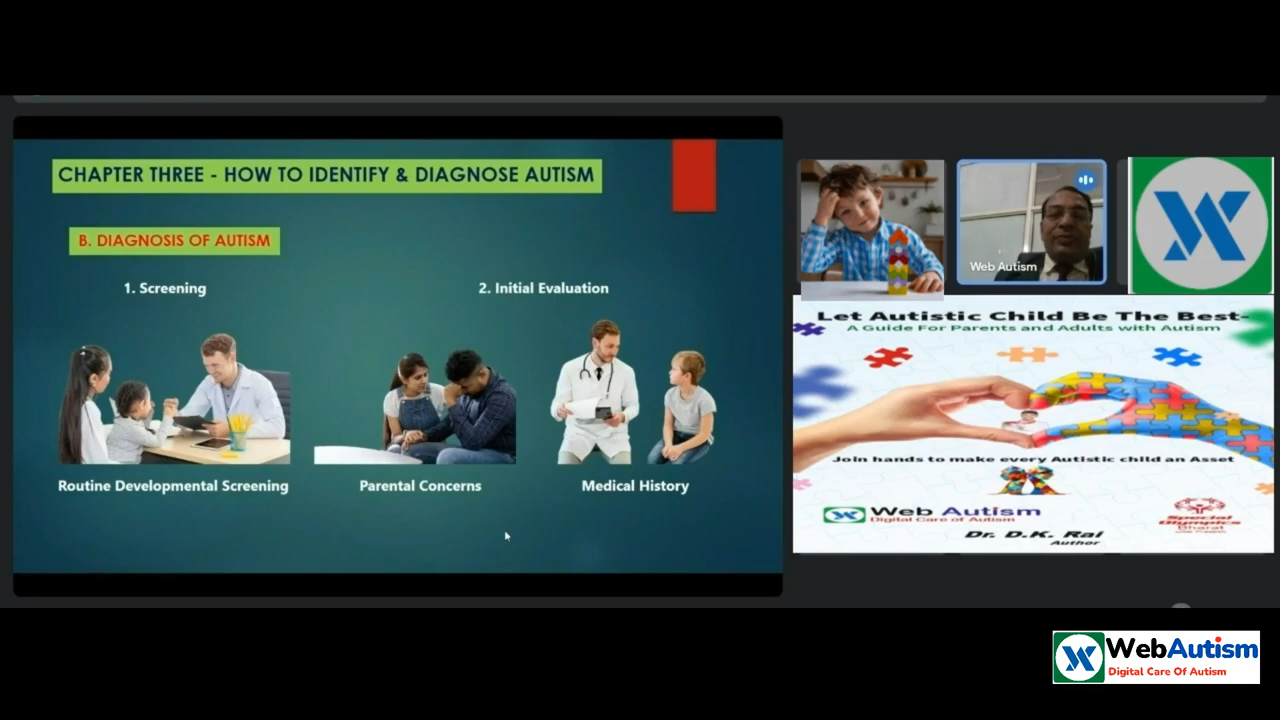 CHAPTER THREE - HOW TO IDENTIFY & DIAGNOSE AUTISM
B. DIAGNOSIS OF AUTISM
1. Screening
2. Initial Evaluation
Routine Developmental Screening
Parental Concerns
Medical History
Web Autism
Let Autistic Child Be The Best-
A Guide For Parents and Adults with Autism
Join hands to make every Autistic child an Asset
Web Autism
Digital Care of Autism
Special
Olympics
Bharat
Dr. D.K. Rai
Author
WebAutism
Digital Care Of Autism